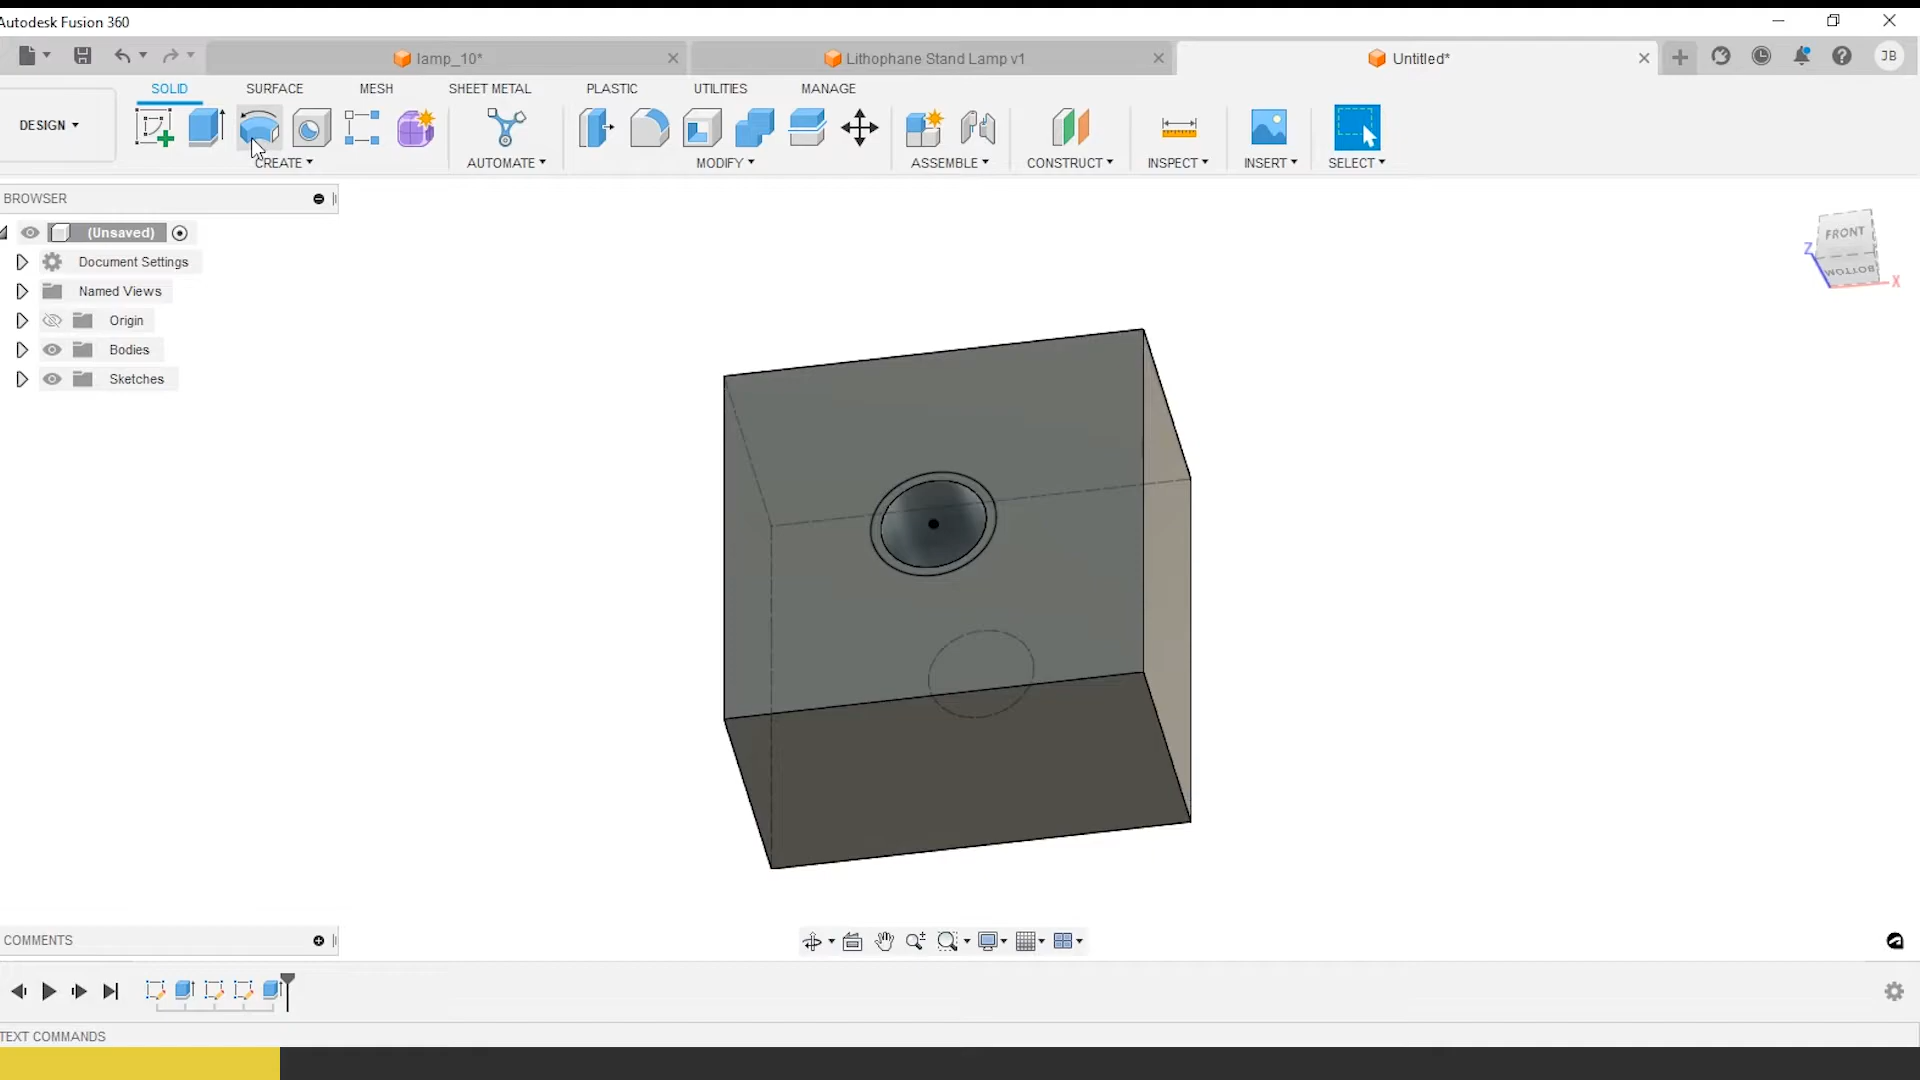 Autodesk Fusion 360
lamp_10*
Lithophane Stand Lamp v1
Untitled*
JB
SOLID
SURFACE
MESH
SHEET METAL
PLASTIC
UTILITIES
MANAGE
DESIGN
CREATE
AUTOMATE
MODIFY
ASSEMBLE
CONSTRUCT
INSPECT
INSERT
SELECT
BROWSER
(Unsaved)
Document Settings
Named Views
Origin
Bodies
Sketches
FRONT
BOTTOM
Z
X
COMMENTS
TEXT COMMANDS